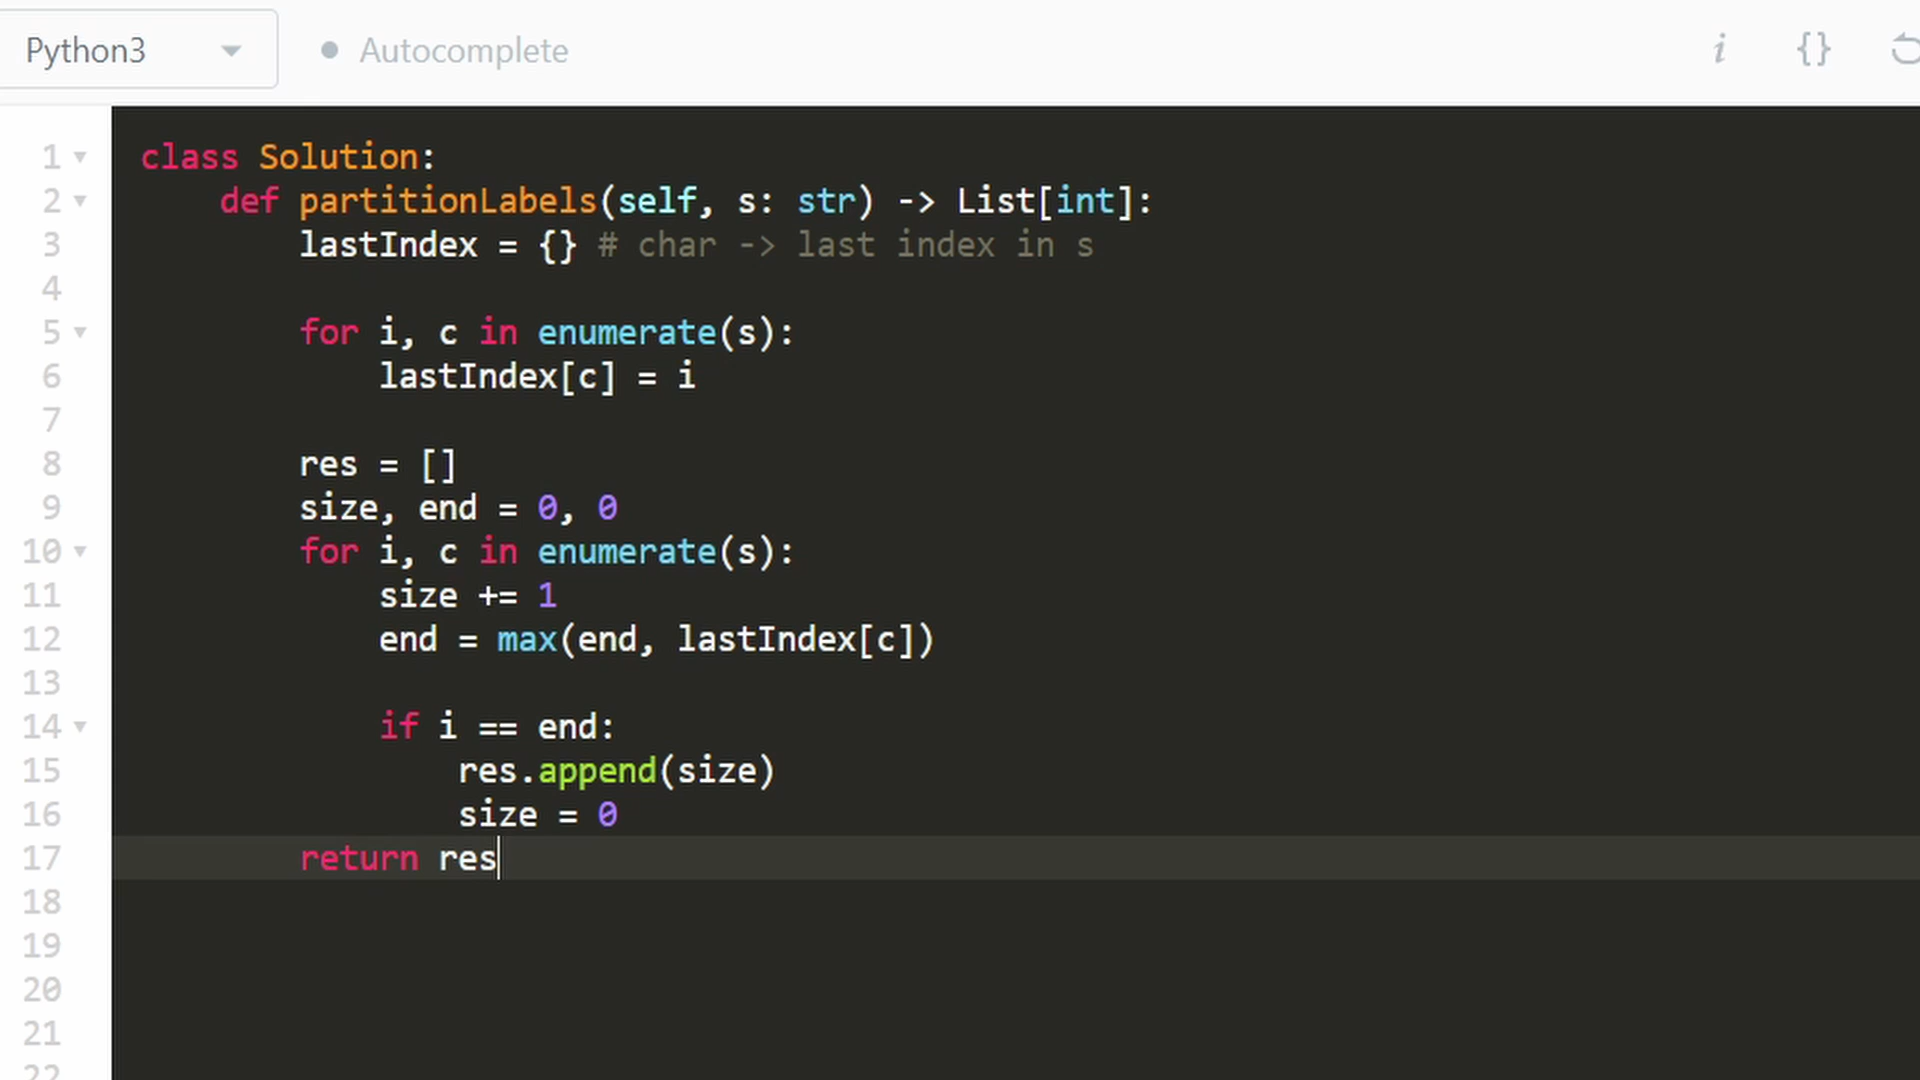 Python3
Autocomplete
i {}
1 class Solution:
2     def partitionLabels(self, s: str) -> List[int]:
3         lastIndex = {} # char -> last index in s
4
5         for i, c in enumerate(s):
6             lastIndex[c] = i
7
8         res = []
9         size, end = 0, 0
10         for i, c in enumerate(s):
11             size += 1
12             end = max(end, lastIndex[c])
13
14             if i == end:
15                 res.append(size)
16                 size = 0
17         return res
18
19
20
21
22